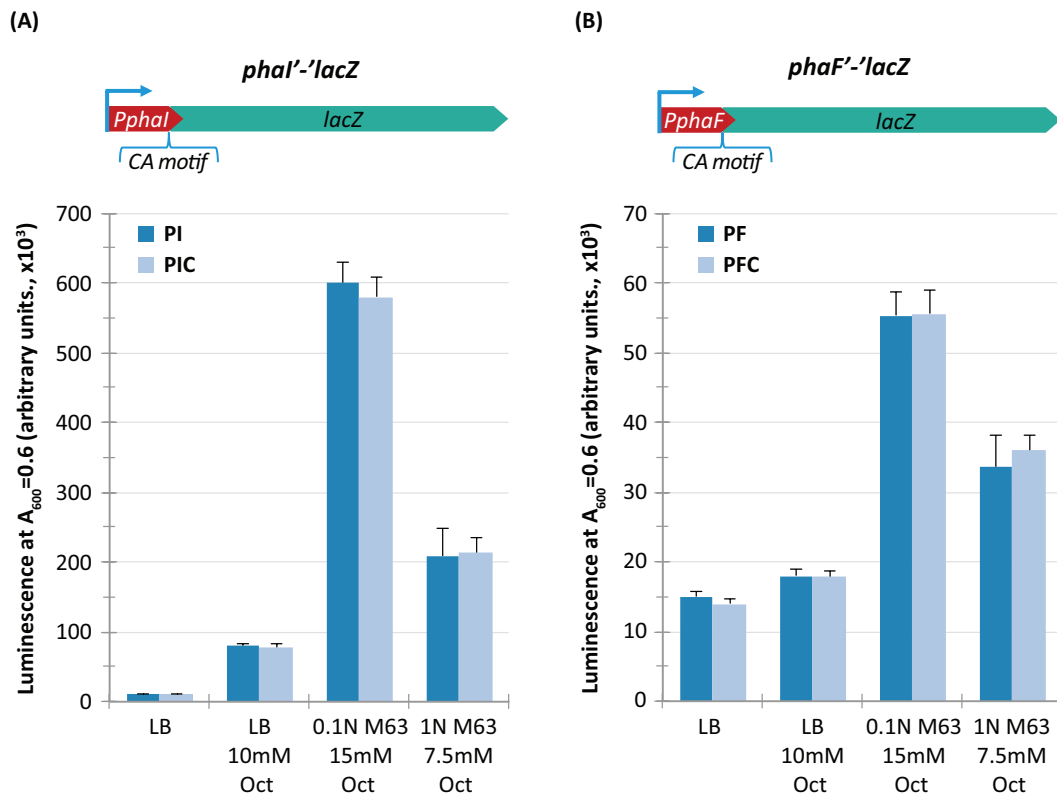 (A)
phaI’-’lacZ
PphaI
lacZ
CA motif
Luminescence at A600=0.6 (arbitrary units., x10³)
700
600
500
400
300
200
100
0
PI
PIC
LB
LB
10mM
Oct
0.1N M63
15mM
Oct
1N M63
7.5mM
Oct
(B)
phaF’-’lacZ
PphaF
lacZ
CA motif
Luminescence at A600=0.6 (arbitrary units., x10³)
70
60
50
40
30
20
10
0
PF
PFC
LB
LB
10mM
Oct
0.1N M63
15mM
Oct
1N M63
7.5mM
Oct